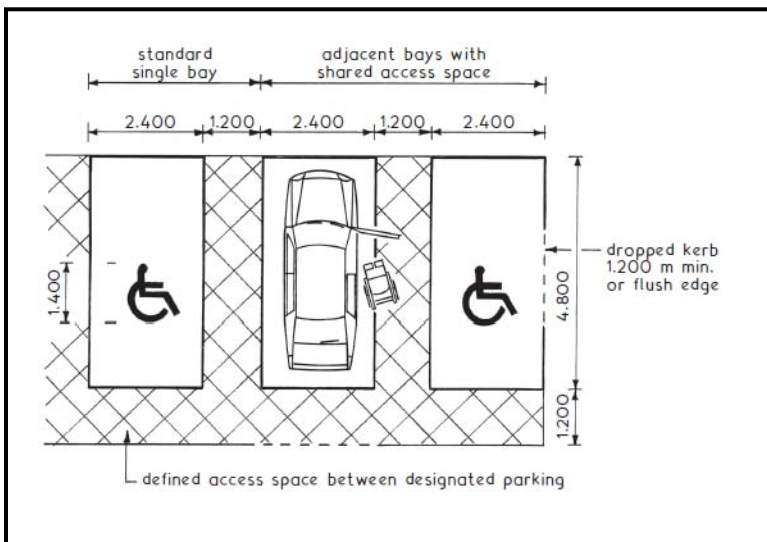 standard
single bay
adjacent bays with
shared access space
2.400
1.200
2.400
1.200
2.400
1.400
dropped kerb
1.200 m min.
or flush edge
4.800
1.200
defined access space between designated parking